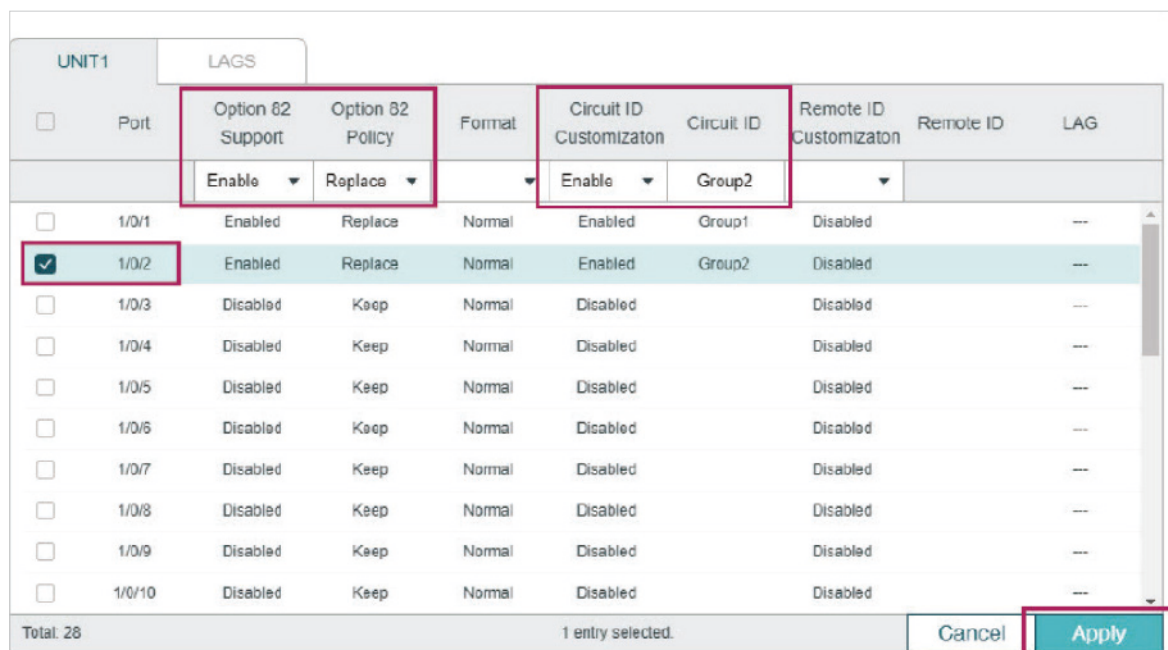 UNIT1 LAGS
Port Option 82 Support Option 82 Policy Format Circuit ID Customizaton Circuit ID Remote ID Customizaton Remote ID LAG
Enable Replace Enable Group2
1/0/1 Enabled Replace Normal Enabled Group1 Disabled ---
1/0/2 Enabled Replace Normal Enabled Group2 Disabled ---
1/0/3 Disabled Keep Normal Disabled Disabled ---
1/0/4 Disabled Keep Normal Disabled Disabled ---
1/0/5 Disabled Keep Normal Disabled Disabled ---
1/0/6 Disabled Keep Normal Disabled Disabled ---
1/0/7 Disabled Keep Normal Disabled Disabled ---
1/0/8 Disabled Keep Normal Disabled Disabled ---
1/0/9 Disabled Keep Normal Disabled Disabled ---
1/0/10 Disabled Keep Normal Disabled Disabled ---
Total: 28 1 entry selected. Cancel Apply